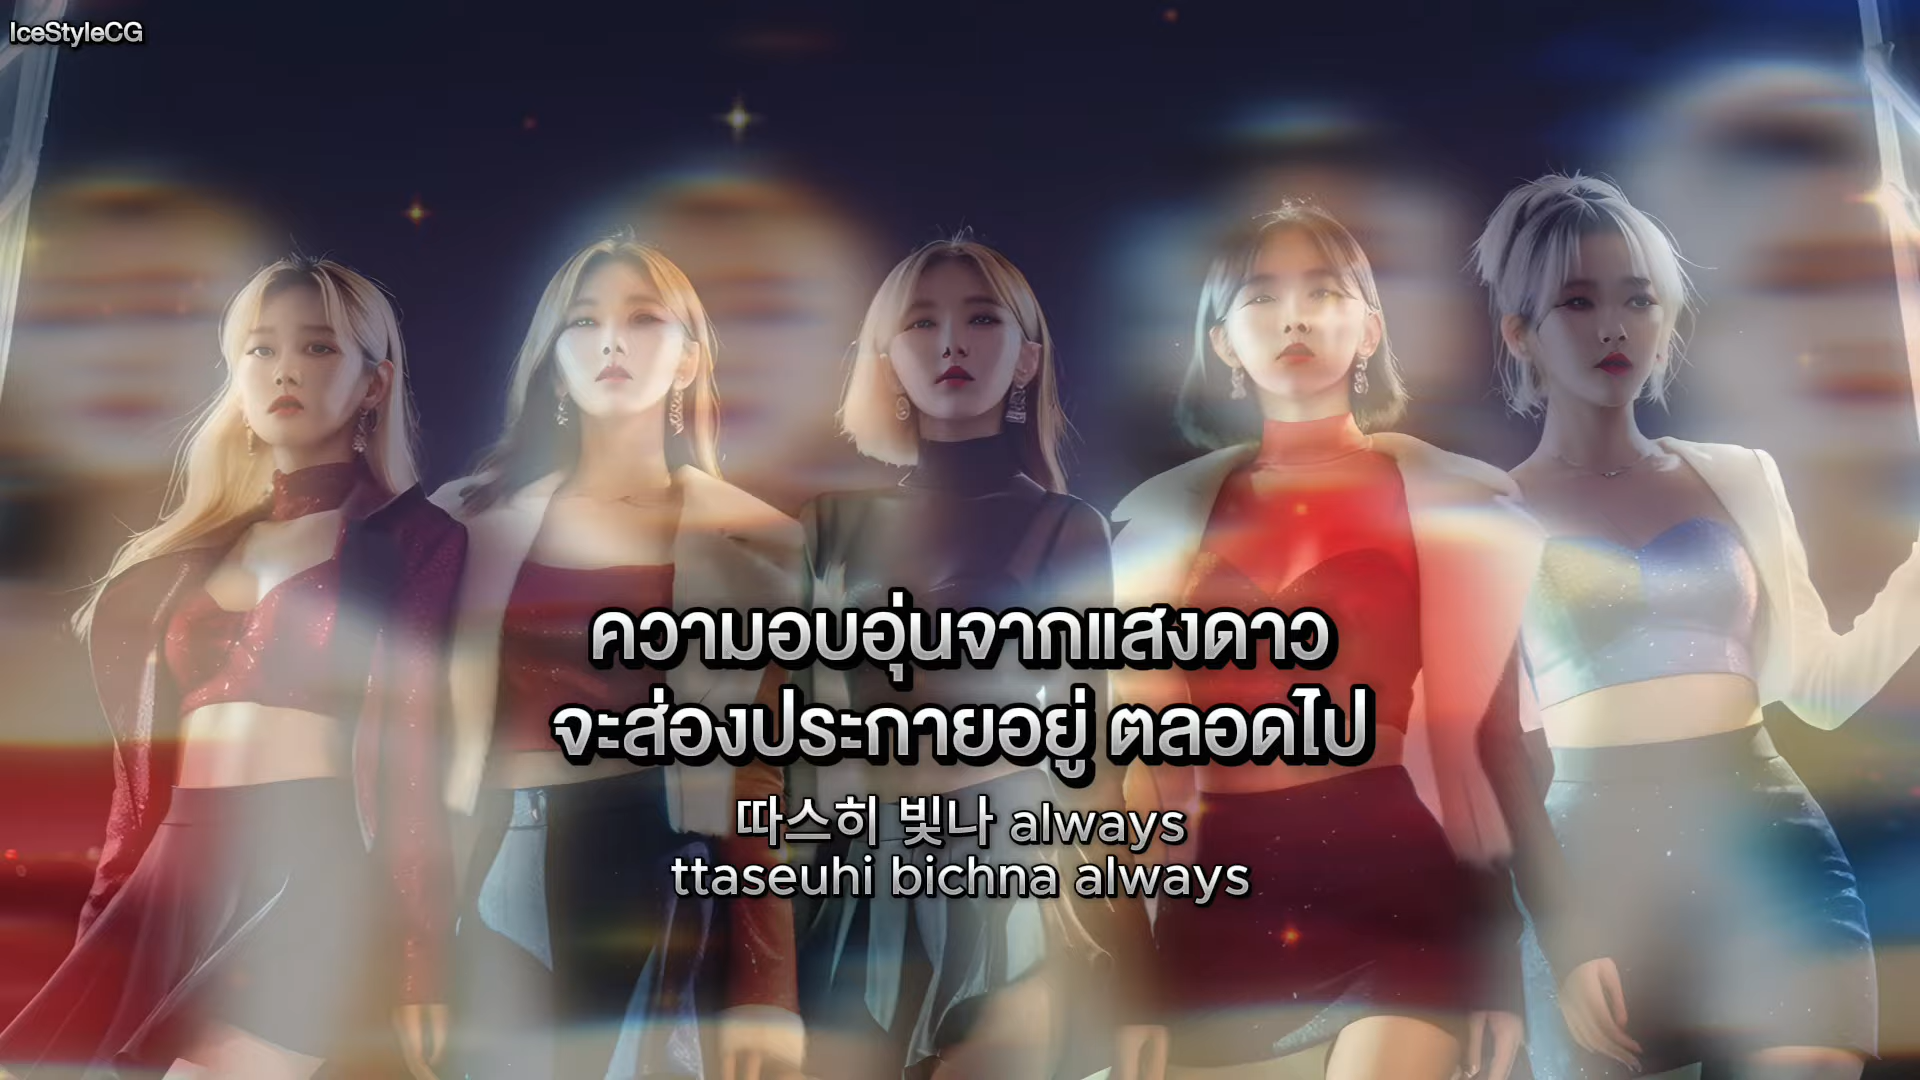 IceStyleCG
ความอบอุ่นจากแสงดาว
จะส่องประกายอยู่ ตลอดไป
따스히 빛나 always
ttaseuhi bichna always